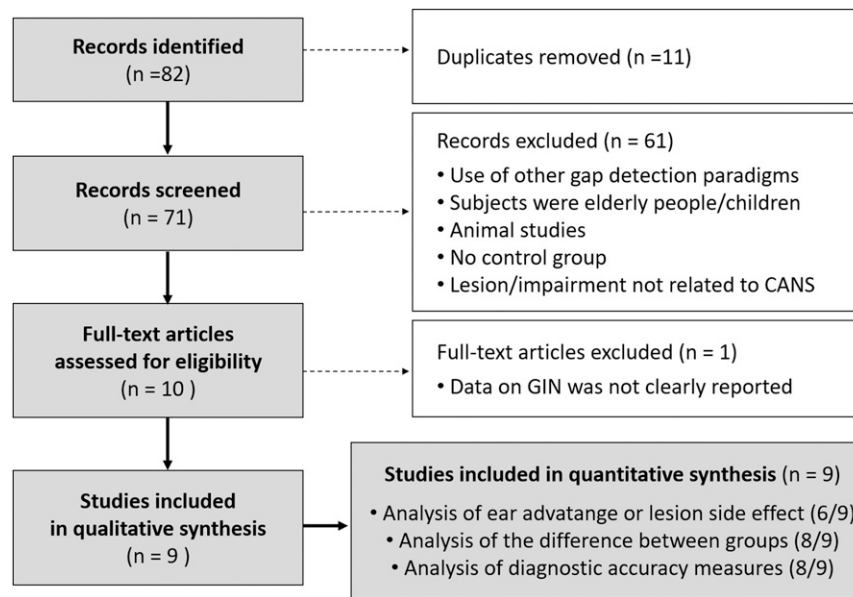 Records identified
(n =82)
Duplicates removed (n =11)
Records screened
(n = 71)
Records excluded (n = 61)
• Use of other gap detection paradigms
• Subjects were elderly people/children
• Animal studies
• No control group
• Lesion/impairment not related to CANS
Full-text articles
assessed for eligibility
(n = 10 )
Full-text articles excluded (n = 1)
• Data on GIN was not clearly reported
Studies included
in qualitative synthesis
(n = 9 )
Studies included in quantitative synthesis (n = 9)
• Analysis of ear advatange or lesion side effect (6/9)
• Analysis of the difference between groups (8/9)
• Analysis of diagnostic accuracy measures (8/9)